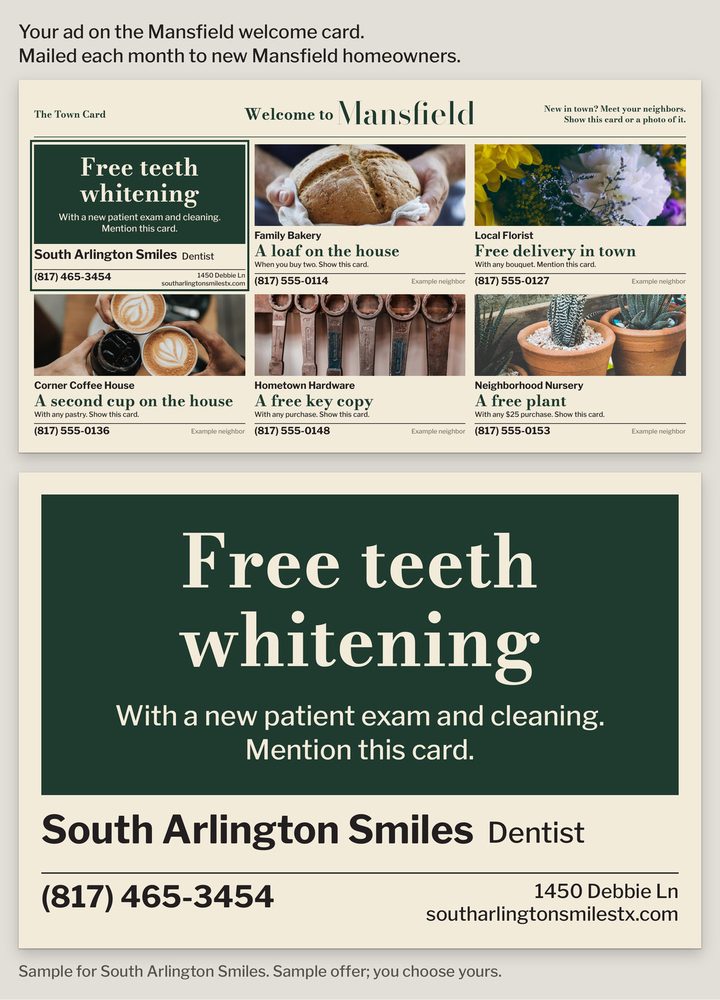 Your ad on the Mansfield welcome card.
Mailed each month to new Mansfield homeowners.
The Town Card
Welcome to Mansfield
New in town? Meet your neighbors.
Show this card or a photo of it.
Free teeth
whitening
With a new patient exam and cleaning.
Mention this card.
South Arlington Smiles Dentist
(817) 465-3454
1450 Debbie Ln
southarlingtonsmilestx.com
Family Bakery
A loaf on the house
When you buy two. Show this card.
(817) 555-0114
Example neighbor
Local Florist
Free delivery in town
With any bouquet. Mention this card.
(817) 555-0127
Example neighbor
Corner Coffee House
A second cup on the house
With any pastry. Show this card.
(817) 555-0136
Example neighbor
Hometown Hardware
A free key copy
With any purchase. Show this card.
(817) 555-0148
Example neighbor
Neighborhood Nursery
A free plant
With any $25 purchase. Show this card.
(817) 555-0153
Example neighbor
Free teeth
whitening
With a new patient exam and cleaning.
Mention this card.
South Arlington Smiles Dentist
(817) 465-3454
1450 Debbie Ln
southarlingtonsmilestx.com
Sample for South Arlington Smiles. Sample offer; you choose yours.